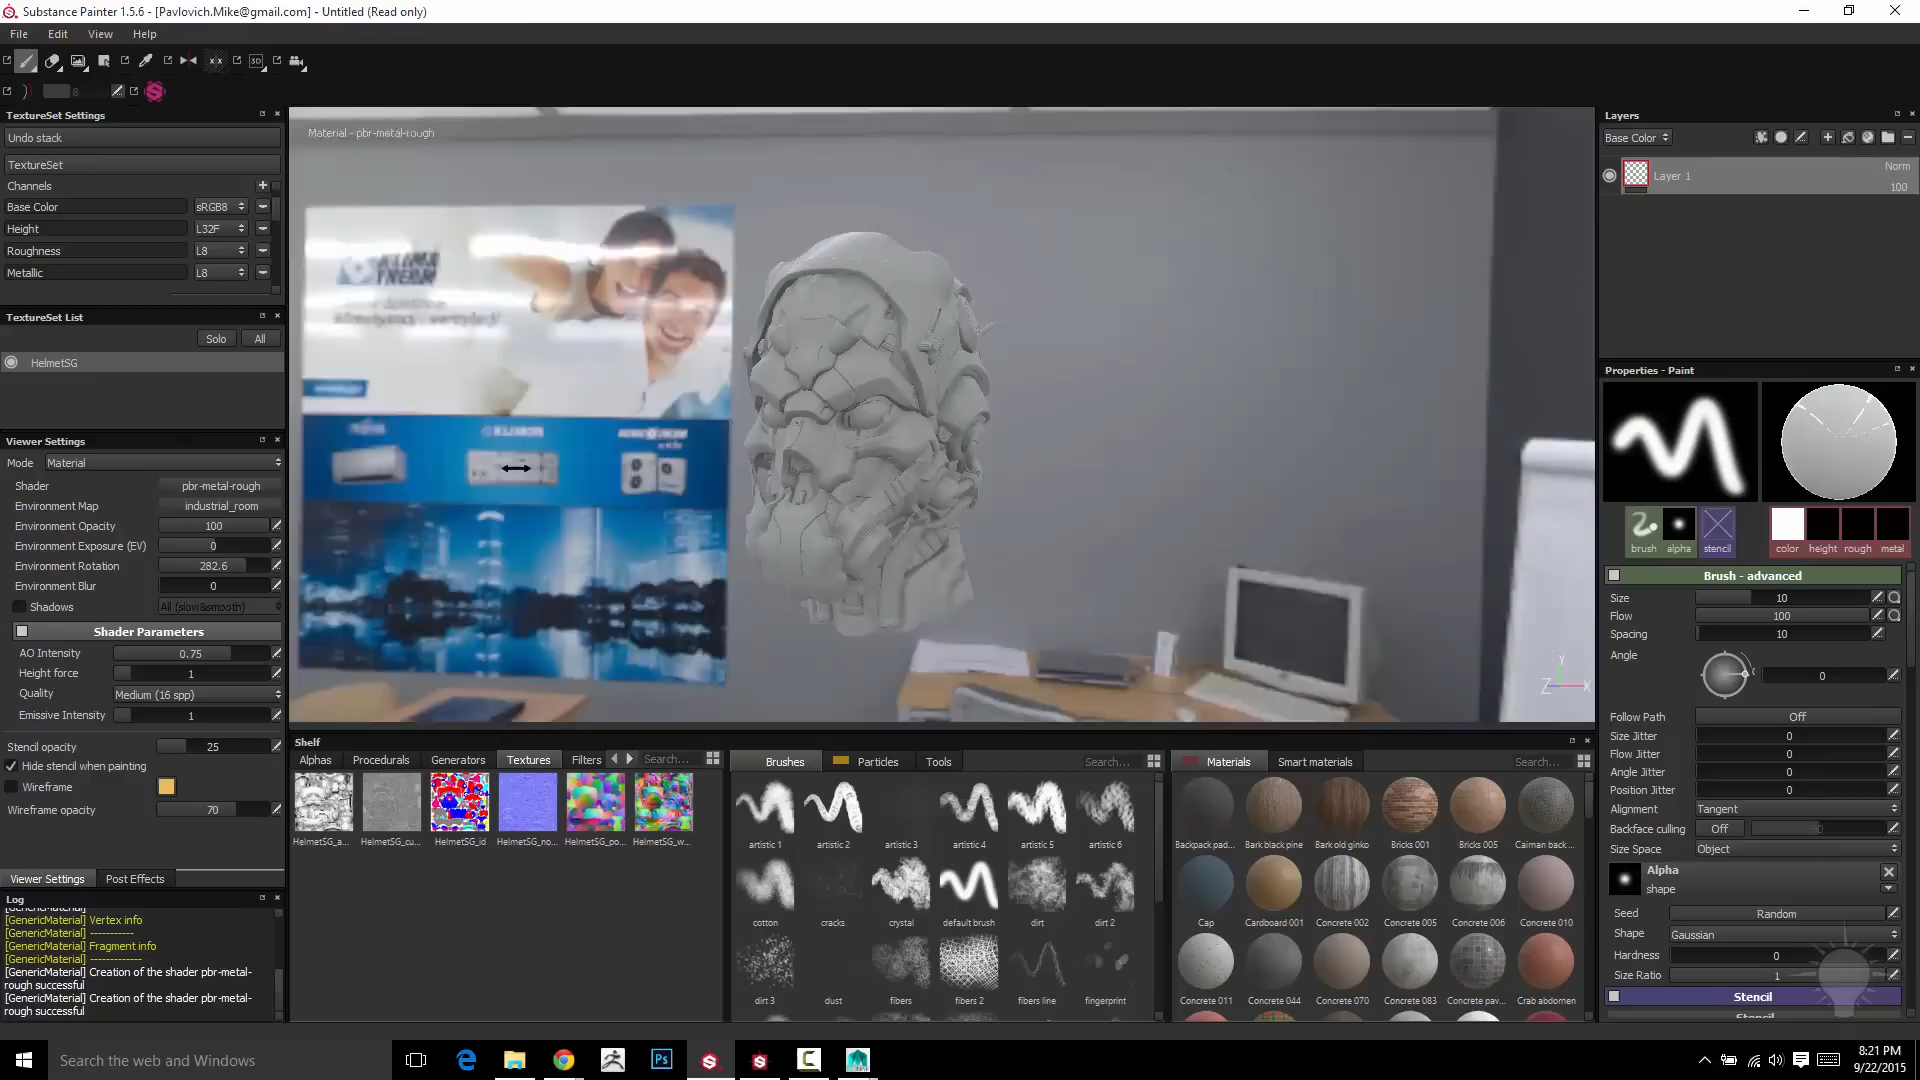 Substance Painter 1.5.6 - [Pavlovich.Mike@gmail.com] - Untitled (Read only)
File Edit View Help
8
TextureSet Settings
Undo stack
TextureSet
Channels
Base Color sRGB8
Height L32F
Roughness L8
Metallic L8
TextureSet List
Solo All
HelmetSG
Viewer Settings
Mode Material
Shader pbr-metal-rough
Environment Map industrial_room
Environment Opacity 100
Environment Exposure (EV) 0
Environment Rotation 282.6
Environment Blur 0
Shadows All (slow&smooth)
Shader Parameters
AO Intensity 0.75
Height force 1
Quality Medium (16 spp)
Emissive Intensity 1
Stencil opacity 25
Hide stencil when painting
Wireframe
Wireframe opacity 70
Viewer Settings Post Effects
Log
[GenericMaterial] Vertex info
[GenericMaterial] -----------
[GenericMaterial] Fragment info
[GenericMaterial] -------------
[GenericMaterial] Creation of the shader pbr-metal-
rough successful
[GenericMaterial] Creation of the shader pbr-metal-
rough successful
Material - pbr-metal-rough
KLIMA
THERM
Y
Z X
Shelf
Alphas Procedurals Generators Textures Filters Search...
HelmetSG_a... HelmetSG_cu... HelmetSG_id HelmetSG_no... HelmetSG_po... HelmetSG_w...
Brushes Particles Tools Search...
artistic 1 artistic 2 artistic 3 artistic 4 artistic 5 artistic 6
cotton cracks crystal default brush dirt dirt 2
dirt 3 dust fibers fibers 2 fibers line fingerprint
Materials Smart materials Search...
Backpack pad... Bark black pine Bark old ginko Bricks 001 Bricks 005 Caiman back ...
Cap Cardboard 001 Concrete 002 Concrete 005 Concrete 006 Concrete 010
Concrete 011 Concrete 044 Concrete 070 Concrete 083 Concrete pav... Crab abdomen
Layers
Base Color
Layer 1 Norm
100
Properties - Paint
brush alpha stencil color height rough metal
Brush - advanced
Size 10
Flow 100
Spacing 10
Angle 0
Follow Path Off
Size Jitter 0
Flow Jitter 0
Angle Jitter 0
Position Jitter 0
Alignment Tangent
Backface culling Off
Size Space Object
Alpha
shape
Seed Random
Shape Gaussian
Hardness 0
Size Ratio 1
Stencil
Search the web and Windows
Ps
8:21 PM
9/22/2015